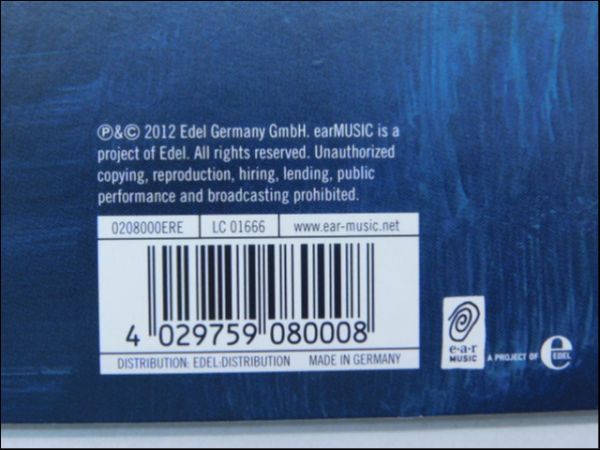 ℗&© 2012 Edel Germany GmbH. earMUSIC is a
project of Edel. All rights reserved. Unauthorized
copying, reproduction, hiring, lending, public
performance and broadcasting prohibited.
0208000ERE LC 01666 www.ear-music.net
4 029759 080008
DISTRIBUTION: EDEL:DISTRIBUTION MADE IN GERMANY
e·a·r
MUSIC
A PROJECT OF e EDEL